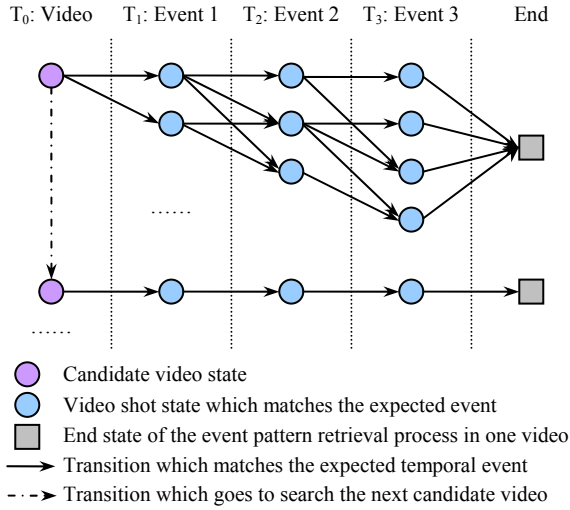 T₀: Video T₁: Event 1 T₂: Event 2 T₃: Event 3 End
......
......
Candidate video state
Video shot state which matches the expected event
End state of the event pattern retrieval process in one video
Transition which matches the expected temporal event
Transition which goes to search the next candidate video